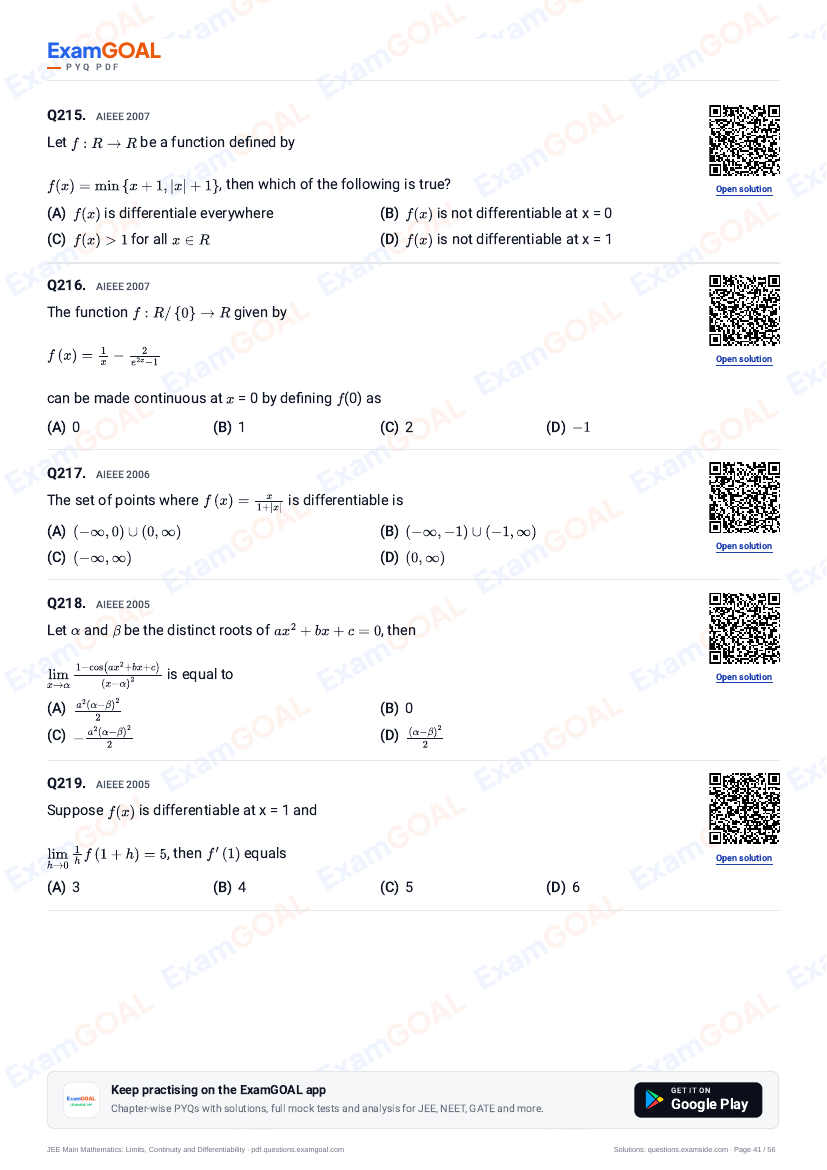 ExamGOAL
PYQ PDF
Q215. AIEEE 2007
Let f : R → R be a function defined by
f(x) = min {x + 1, |x| + 1}, then which of the following is true?
(A) f(x) is differentiale everywhere
(B) f(x) is not differentiable at x = 0
(C) f(x) > 1 for all x ∈ R
(D) f(x) is not differentiable at x = 1
Open solution
Q216. AIEEE 2007
The function f : R/ {0} → R given by
f (x) = 1/x − 2/(e^{2x}−1)
can be made continuous at x = 0 by defining f(0) as
(A) 0
(B) 1
(C) 2
(D) −1
Open solution
Q217. AIEEE 2006
The set of points where f (x) = x/(1+|x|) is differentiable is
(A) (−∞, 0) ∪ (0, ∞)
(B) (−∞, −1) ∪ (−1, ∞)
(C) (−∞, ∞)
(D) (0, ∞)
Open solution
Q218. AIEEE 2005
Let α and β be the distinct roots of ax² + bx + c = 0, then
lim_{x→α} (1−cos(ax²+bx+c))/(x−α)² is equal to
(A) a²(α−β)²/2
(B) 0
(C) −a²(α−β)²/2
(D) (α−β)²/2
Open solution
Q219. AIEEE 2005
Suppose f(x) is differentiable at x = 1 and
lim_{h→0} 1/h f (1 + h) = 5, then f′ (1) equals
(A) 3
(B) 4
(C) 5
(D) 6
Open solution
Keep practising on the ExamGOAL app
Chapter-wise PYQs with solutions, full mock tests and analysis for JEE, NEET, GATE and more.
GET IT ON
Google Play
JEE Main Mathematics: Limits, Continuity and Differentiability · pdf.questions.examgoal.com
Solutions: questions.examside.com · Page 41 / 56